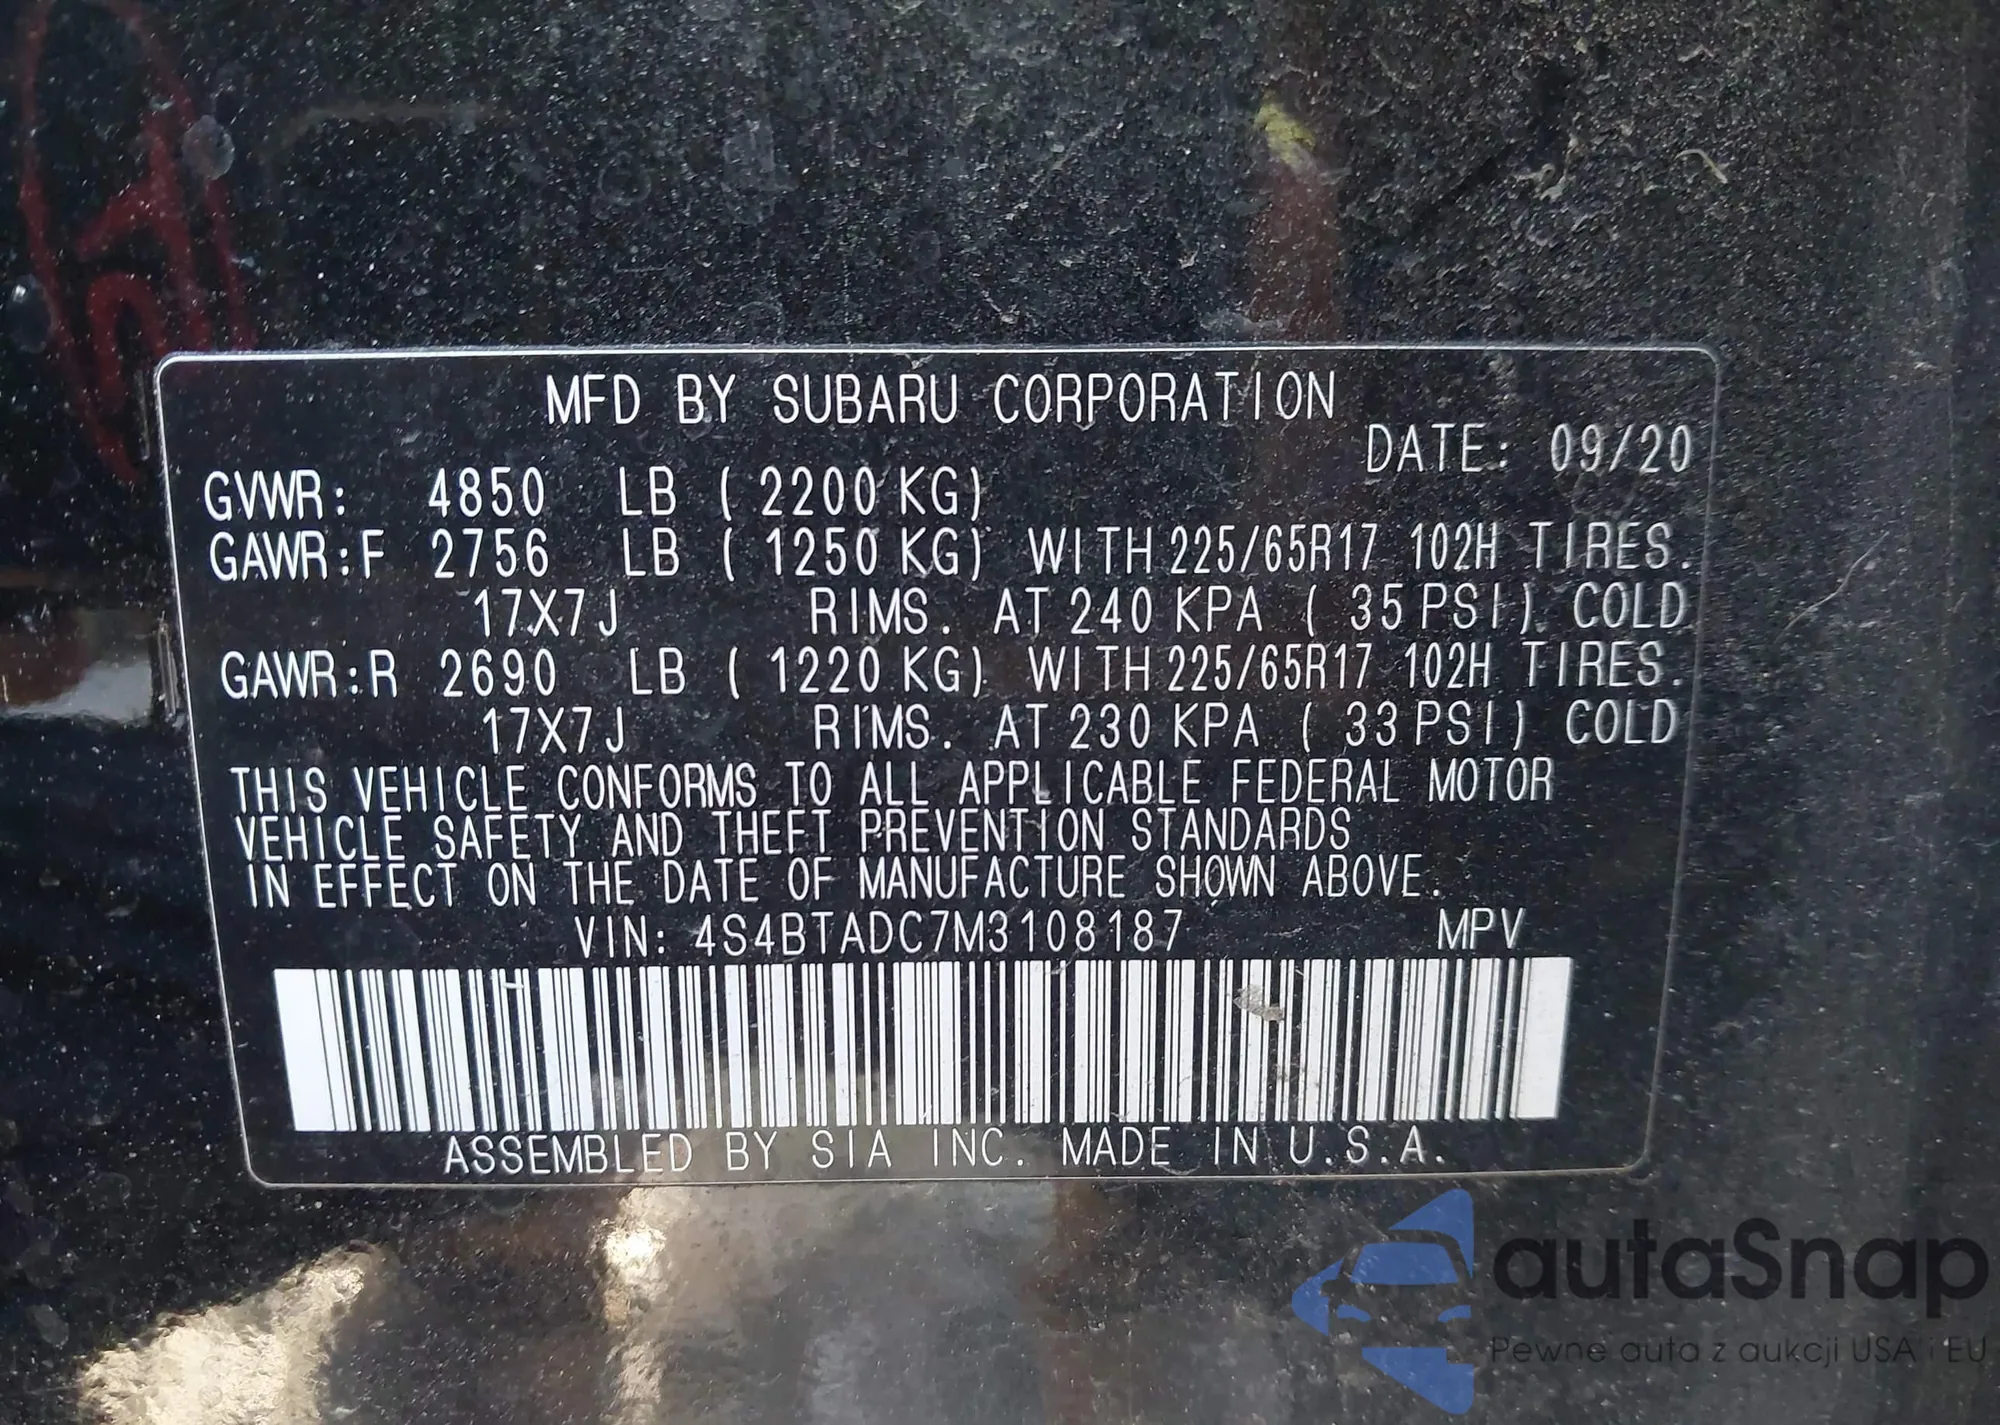 MFD BY SUBARU CORPORATION
DATE: 09/20
GVWR: 4850 LB ( 2200 KG)
GAWR:F 2756 LB ( 1250 KG) WITH 225/65R17 102H TIRES.
17X7J RIMS. AT 240 KPA ( 35 PSI). COLD
GAWR:R 2690 LB ( 1220 KG) WITH 225/65R17 102H TIRES.
17X7J RIMS. AT 230 KPA ( 33 PSI) COLD
THIS VEHICLE CONFORMS TO ALL APPLICABLE FEDERAL MOTOR
VEHICLE SAFETY AND THEFT PREVENTION STANDARDS
IN EFFECT ON THE DATE OF MANUFACTURE SHOWN ABOVE.
VIN: 4S4BTADC7M3108187 MPV
ASSEMBLED BY SIA INC. MADE IN U.S.A.
autaSnap
Pewne auta z aukcji USA i EU